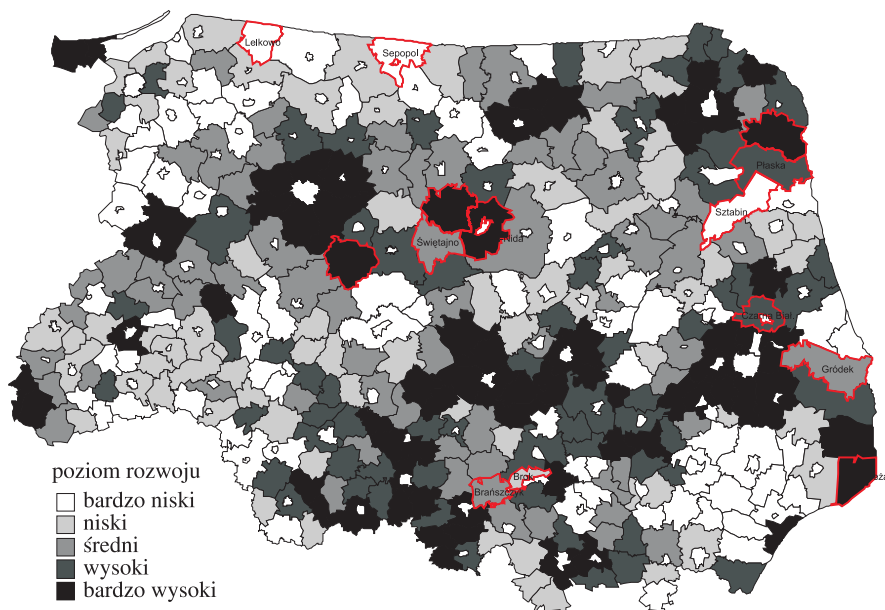 Lelkowo
Sępopol
Płaska
Sztabin
Świętajno
Nida
Czarna Biał.
Gródek
Brok
Brańszczyk
poziom rozwoju
bardzo niski
niski
średni
wysoki
bardzo wysoki